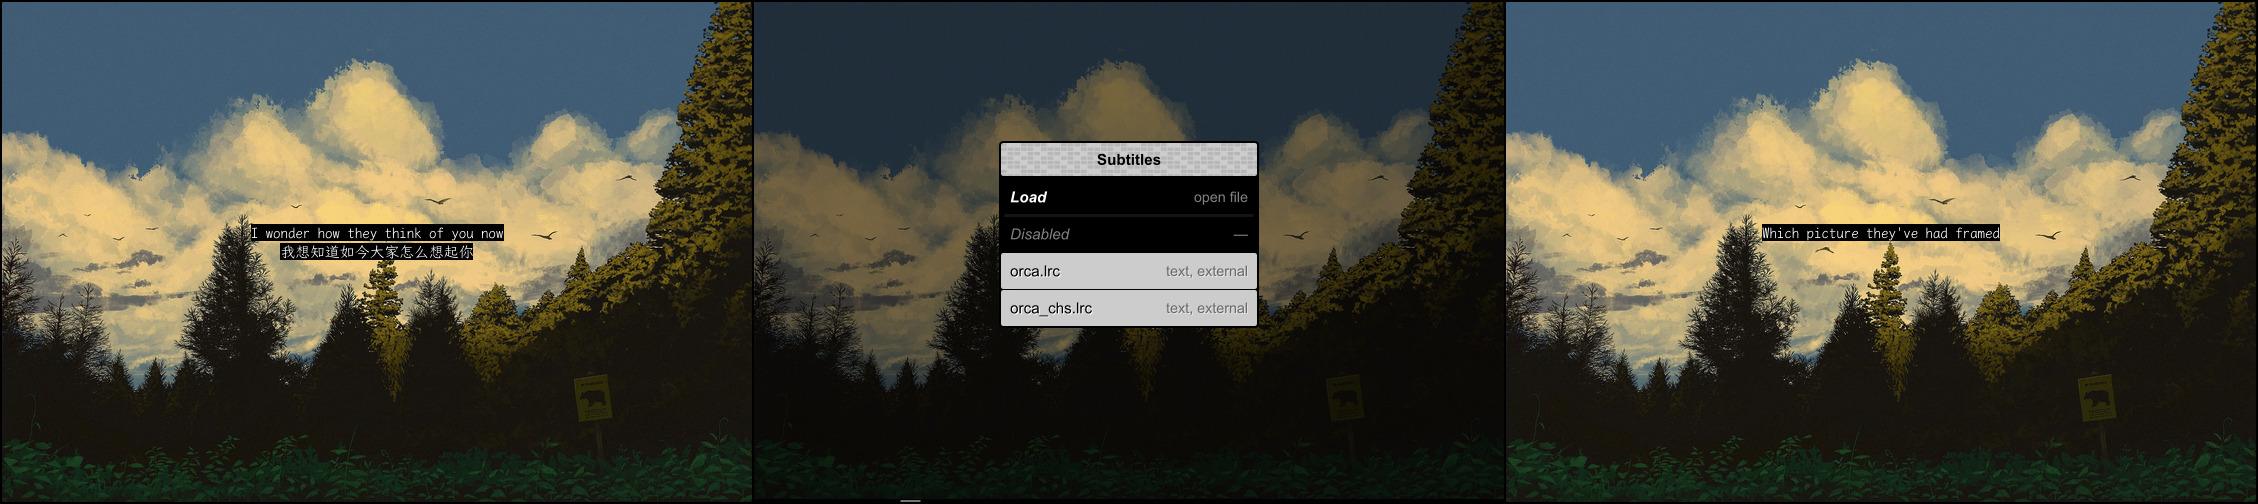 I wonder how they think of you now
我想知道如今大家怎么想起你
Subtitles
Load open file
Disabled —
orca.lrc text, external
orca_chs.lrc text, external
Which picture they've had framed